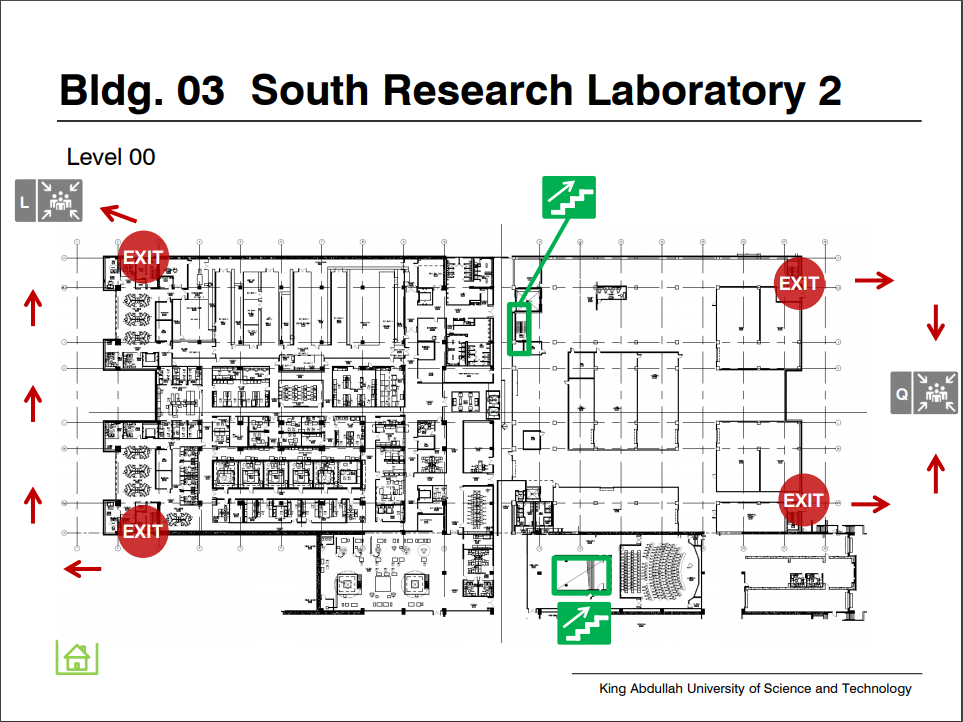 Bldg. 03 South Research Laboratory 2
Level 00
L
EXIT
EXIT
Q
EXIT
EXIT
King Abdullah University of Science and Technology